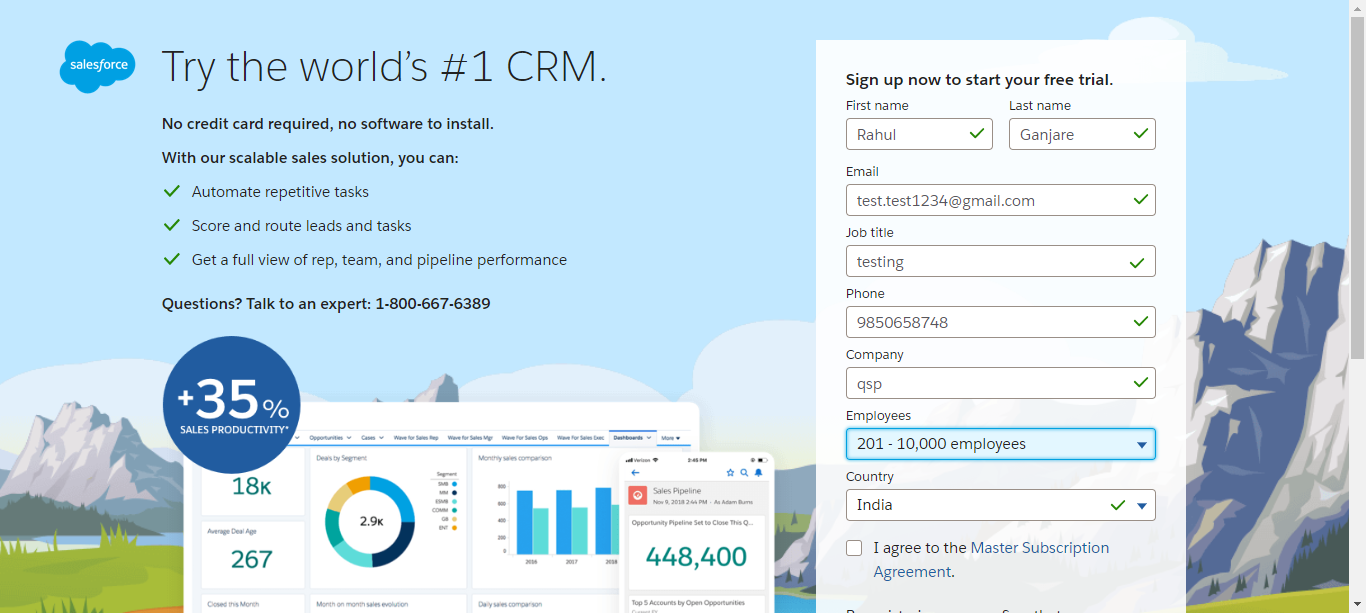 salesforce
Try the world's #1 CRM.
No credit card required, no software to install.
With our scalable sales solution, you can:
Automate repetitive tasks
Score and route leads and tasks
Get a full view of rep, team, and pipeline performance
Questions? Talk to an expert: 1-800-667-6389
+35%
SALES PRODUCTIVITY*
Opportunities Cases Wave for Sales Rep Wave for Sales Mgr Wave For Sales Ops Wave For Sales Exec Dashboards More
18K
Average Deal Age
267
Closed this Month
Deals by Segment
Segment
SMB
MM
ESMB
COMM
GB
ENT
2.9K
Month on month sales evolution
Monthly sales comparison
800
600
400
200
0
2016 2017 2018
Daily sales comparison
Verizon 2:45 PM
Sales Pipeline
Nov 9, 2018 2:44 PM - As Adam Burns
Opportunity Pipeline Set to Close This Q...
448,400
Top 5 Accounts by Open Opportunities
Sign up now to start your free trial.
First name Last name
Rahul Ganjare
Email
test.test1234@gmail.com
Job title
testing
Phone
9850658748
Company
qsp
Employees
201 - 10,000 employees
Country
India
I agree to the Master Subscription
Agreement.